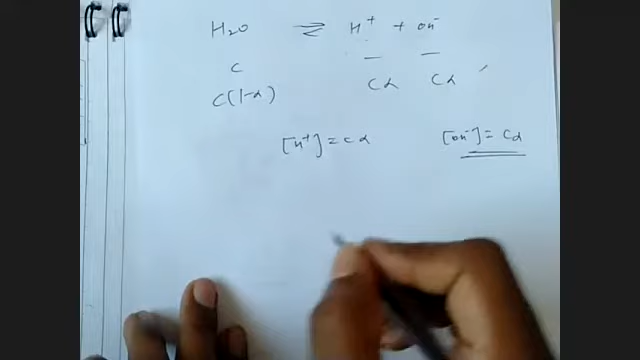 H₂O ⇌ H⁺ + OH⁻
C — —
C(1-α) Cα Cα
[H⁺] = Cα [OH⁻] = Cα